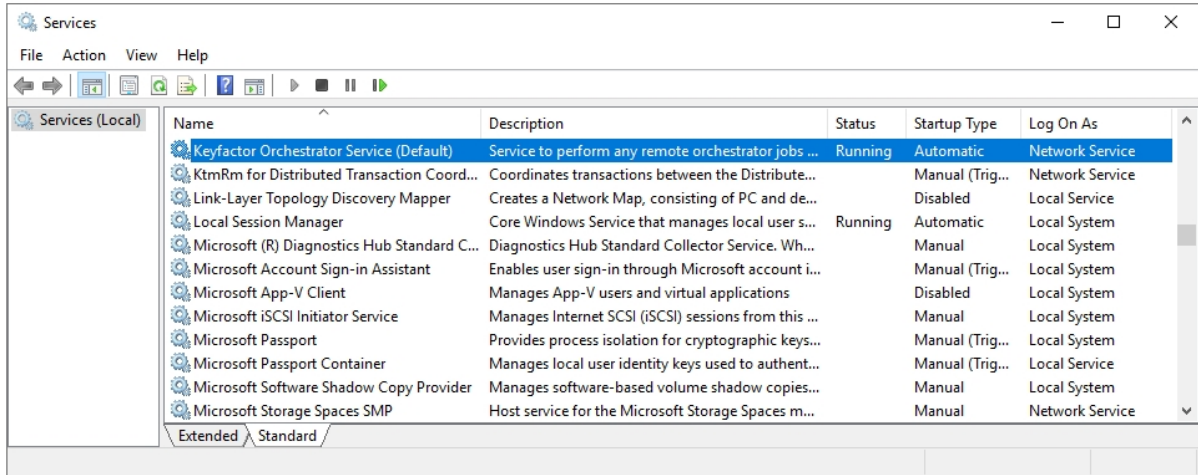 Services
File Action View Help
Services (Local)
Name Description Status Startup Type Log On As
Keyfactor Orchestrator Service (Default) Service to perform any remote orchestrator jobs ... Running Automatic Network Service
KtmRm for Distributed Transaction Coord... Coordinates transactions between the Distribute... Manual (Trig... Network Service
Link-Layer Topology Discovery Mapper Creates a Network Map, consisting of PC and de... Disabled Local Service
Local Session Manager Core Windows Service that manages local user s... Running Automatic Local System
Microsoft (R) Diagnostics Hub Standard C... Diagnostics Hub Standard Collector Service. Wh... Manual Local System
Microsoft Account Sign-in Assistant Enables user sign-in through Microsoft account i... Manual (Trig... Local System
Microsoft App-V Client Manages App-V users and virtual applications Disabled Local System
Microsoft iSCSI Initiator Service Manages Internet SCSI (iSCSI) sessions from this ... Manual Local System
Microsoft Passport Provides process isolation for cryptographic keys... Manual (Trig... Local System
Microsoft Passport Container Manages local user identity keys used to authent... Manual (Trig... Local Service
Microsoft Software Shadow Copy Provider Manages software-based volume shadow copies... Manual Local System
Microsoft Storage Spaces SMP Host service for the Microsoft Storage Spaces m... Manual Network Service
Extended Standard